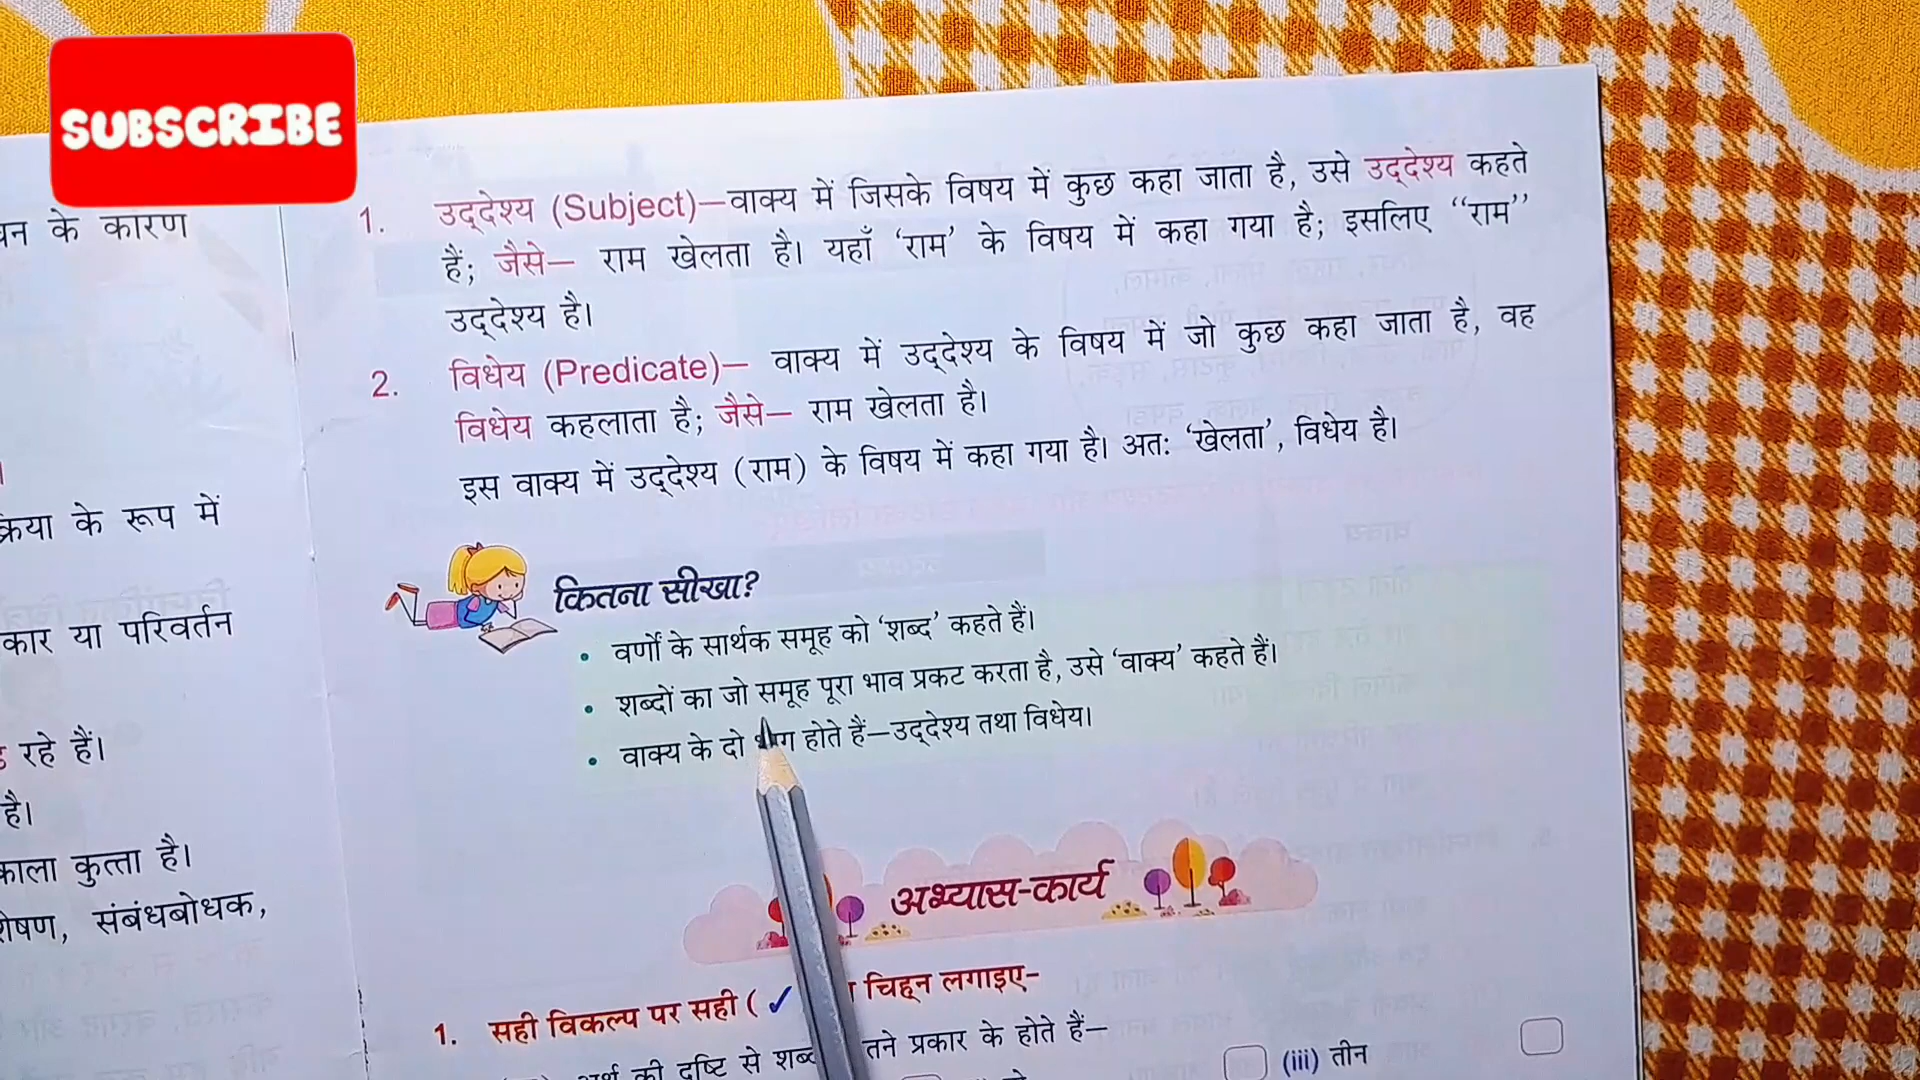 SUBSCRIBE
के कारण
के रूप में
या परिवर्तन
रहे हैं।
है।
काला कुत्ता है।
संबंधबोधक,
1. उद्देश्य (Subject)—वाक्य में जिसके विषय में कुछ कहा जाता है, उसे उद्देश्य कहते
हैं; जैसे— राम खेलता है। यहाँ ‘राम’ के विषय में कहा गया है; इसलिए ‘‘राम’’
उद्देश्य है।
2. विधेय (Predicate)— वाक्य में उद्देश्य के विषय में जो कुछ कहा जाता है, वह
विधेय कहलाता है; जैसे— राम खेलता है।
इस वाक्य में उद्देश्य (राम) के विषय में कहा गया है। अत: ‘खेलता’, विधेय है।
कितना सीखा?
• वर्णों के सार्थक समूह को ‘शब्द’ कहते हैं।
• शब्दों का जो समूह पूरा भाव प्रकट करता है, उसे ‘वाक्य’ कहते हैं।
• वाक्य के दो भाग होते हैं—उद्देश्य तथा विधेय।
अभ्यास-कार्य
1. सही विकल्प पर सही (✓ चिह्न लगाइए-
अर्थ की दृष्टि से प्रकार के होते हैं—
(iii) तीन